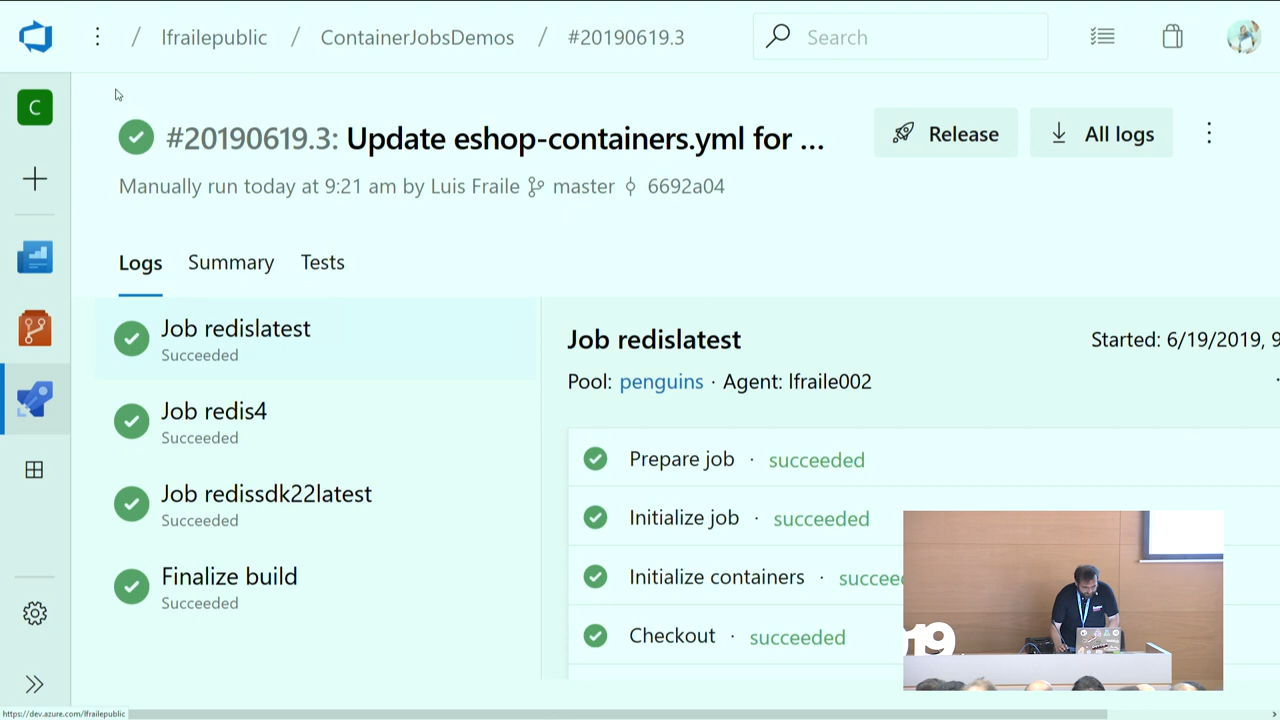 / lfrailepublic / ContainerJobsDemos / #20190619.3
Search
C
#20190619.3: Update eshop-containers.yml for ...
Release
All logs
Manually run today at 9:21 am by Luis Fraile master 6692a04
Logs Summary Tests
Job redislatest
Succeeded
Job redis4
Succeeded
Job redissdk22latest
Succeeded
Finalize build
Succeeded
Job redislatest
Started: 6/19/2019, 9
Pool: penguins · Agent: lfraile002
Prepare job · succeeded
Initialize job · succeeded
Initialize containers · succee
Checkout · succeeded
19
https://dev.azure.com/lfrailepublic